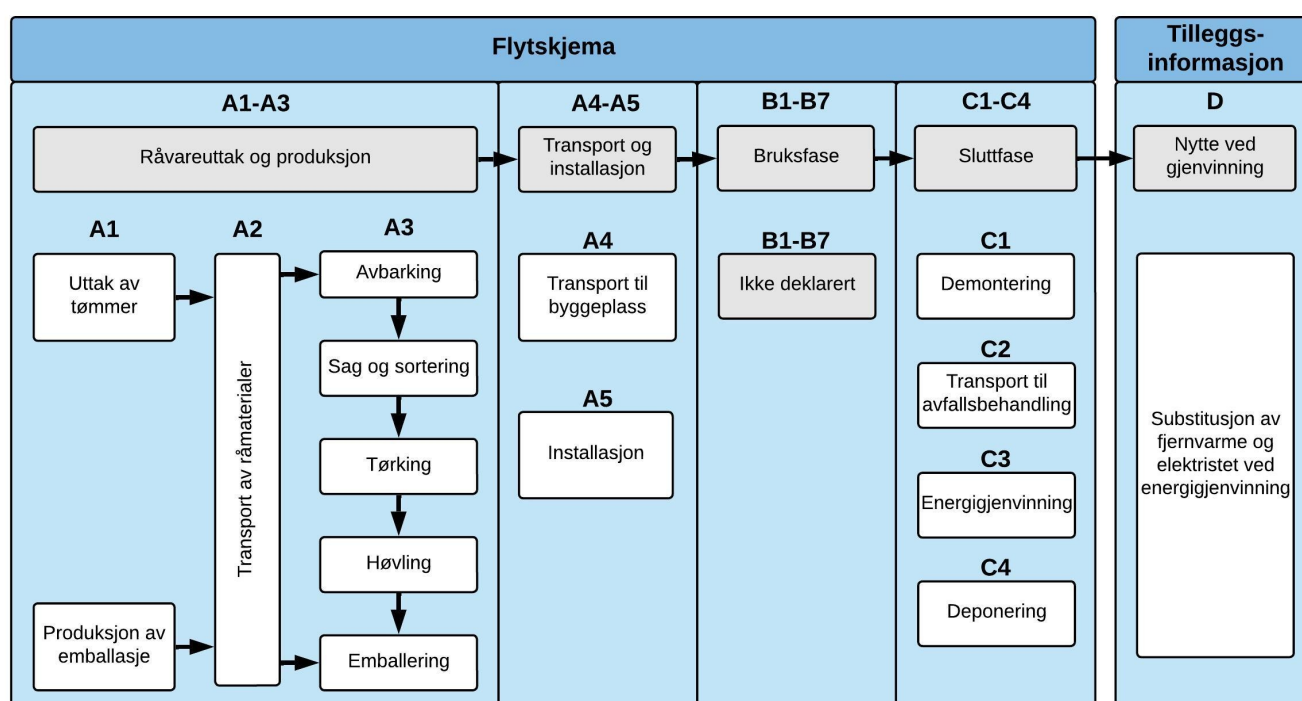 Flytskjema
Tilleggs-
informasjon
A1-A3
A4-A5
B1-B7
C1-C4
D
Råvareuttak og produksjon
Transport og
installasjon
Bruksfase
Sluttfase
Nytte ved
gjenvinning
A1
Uttak av
tømmer
Produksjon av
emballasje
A2
Transport av råmaterialer
A3
Avbarking
Sag og sortering
Tørking
Høvling
Emballering
A4
Transport til
byggeplass
A5
Installasjon
B1-B7
Ikke deklarert
C1
Demontering
C2
Transport til
avfallsbehandling
C3
Energigjenvinning
C4
Deponering
Substitusjon av
fjernvarme og
elektristet ved
energigjenvinning